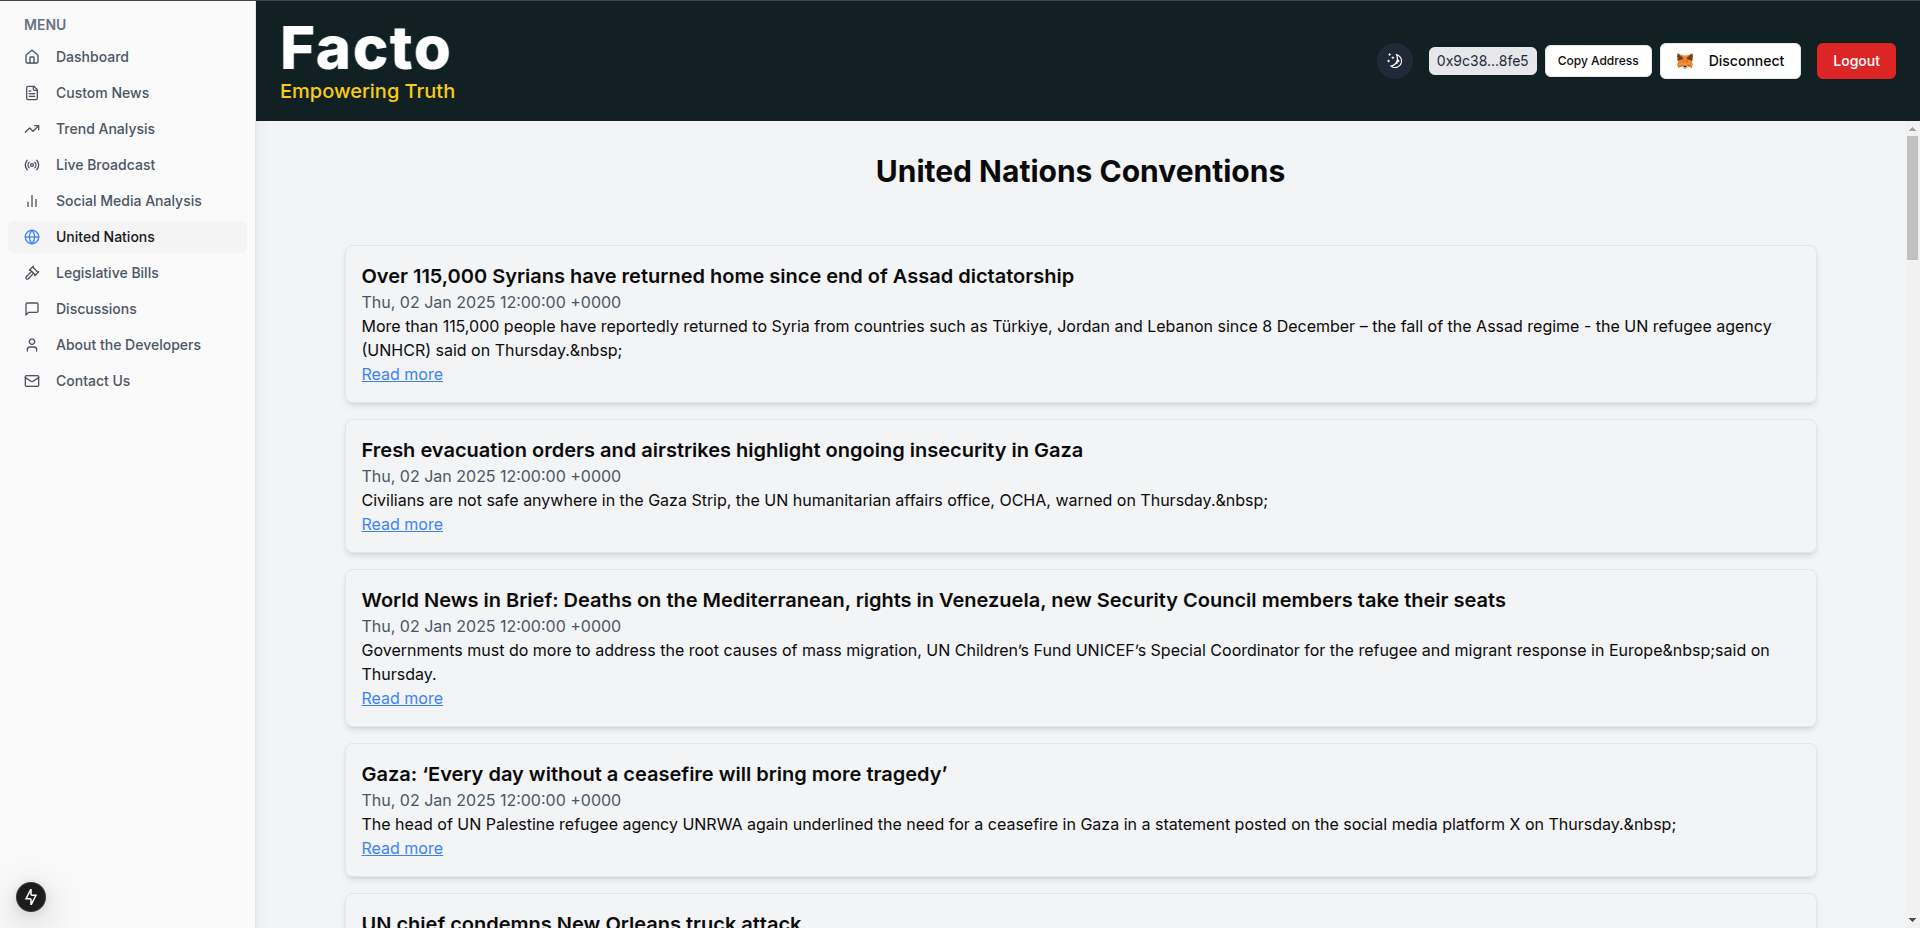 MENU
Dashboard
Custom News
Trend Analysis
Live Broadcast
Social Media Analysis
United Nations
Legislative Bills
Discussions
About the Developers
Contact Us
Facto
Empowering Truth
0x9c38...8fe5
Copy Address
Disconnect
Logout
United Nations Conventions
Over 115,000 Syrians have returned home since end of Assad dictatorship
Thu, 02 Jan 2025 12:00:00 +0000
More than 115,000 people have reportedly returned to Syria from countries such as Türkiye, Jordan and Lebanon since 8 December – the fall of the Assad regime - the UN refugee agency
(UNHCR) said on Thursday.&nbsp;
Read more
Fresh evacuation orders and airstrikes highlight ongoing insecurity in Gaza
Thu, 02 Jan 2025 12:00:00 +0000
Civilians are not safe anywhere in the Gaza Strip, the UN humanitarian affairs office, OCHA, warned on Thursday.&nbsp;
Read more
World News in Brief: Deaths on the Mediterranean, rights in Venezuela, new Security Council members take their seats
Thu, 02 Jan 2025 12:00:00 +0000
Governments must do more to address the root causes of mass migration, UN Children’s Fund UNICEF’s Special Coordinator for the refugee and migrant response in Europe&nbsp;said on
Thursday.
Read more
Gaza: ‘Every day without a ceasefire will bring more tragedy’
Thu, 02 Jan 2025 12:00:00 +0000
The head of UN Palestine refugee agency UNRWA again underlined the need for a ceasefire in Gaza in a statement posted on the social media platform X on Thursday.&nbsp;
Read more
UN chief condemns New Orleans truck attack